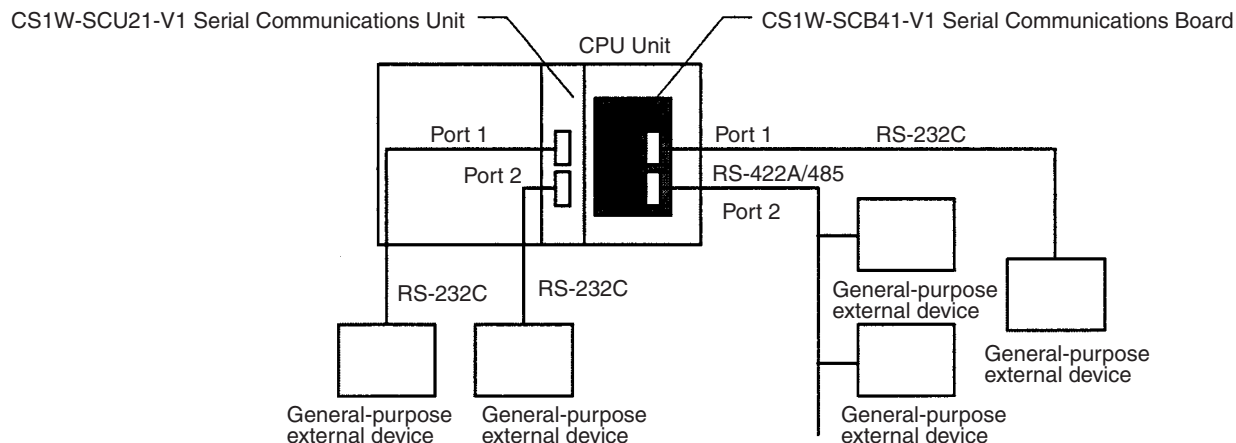 CS1W-SCU21-V1 Serial Communications Unit
CS1W-SCB41-V1 Serial Communications Board
CPU Unit
Port 1
Port 2
Port 1
RS-232C
RS-422A/485
Port 2
RS-232C
RS-232C
General-purpose
external device
General-purpose
external device
General-purpose
external device
General-purpose
external device
General-purpose
external device